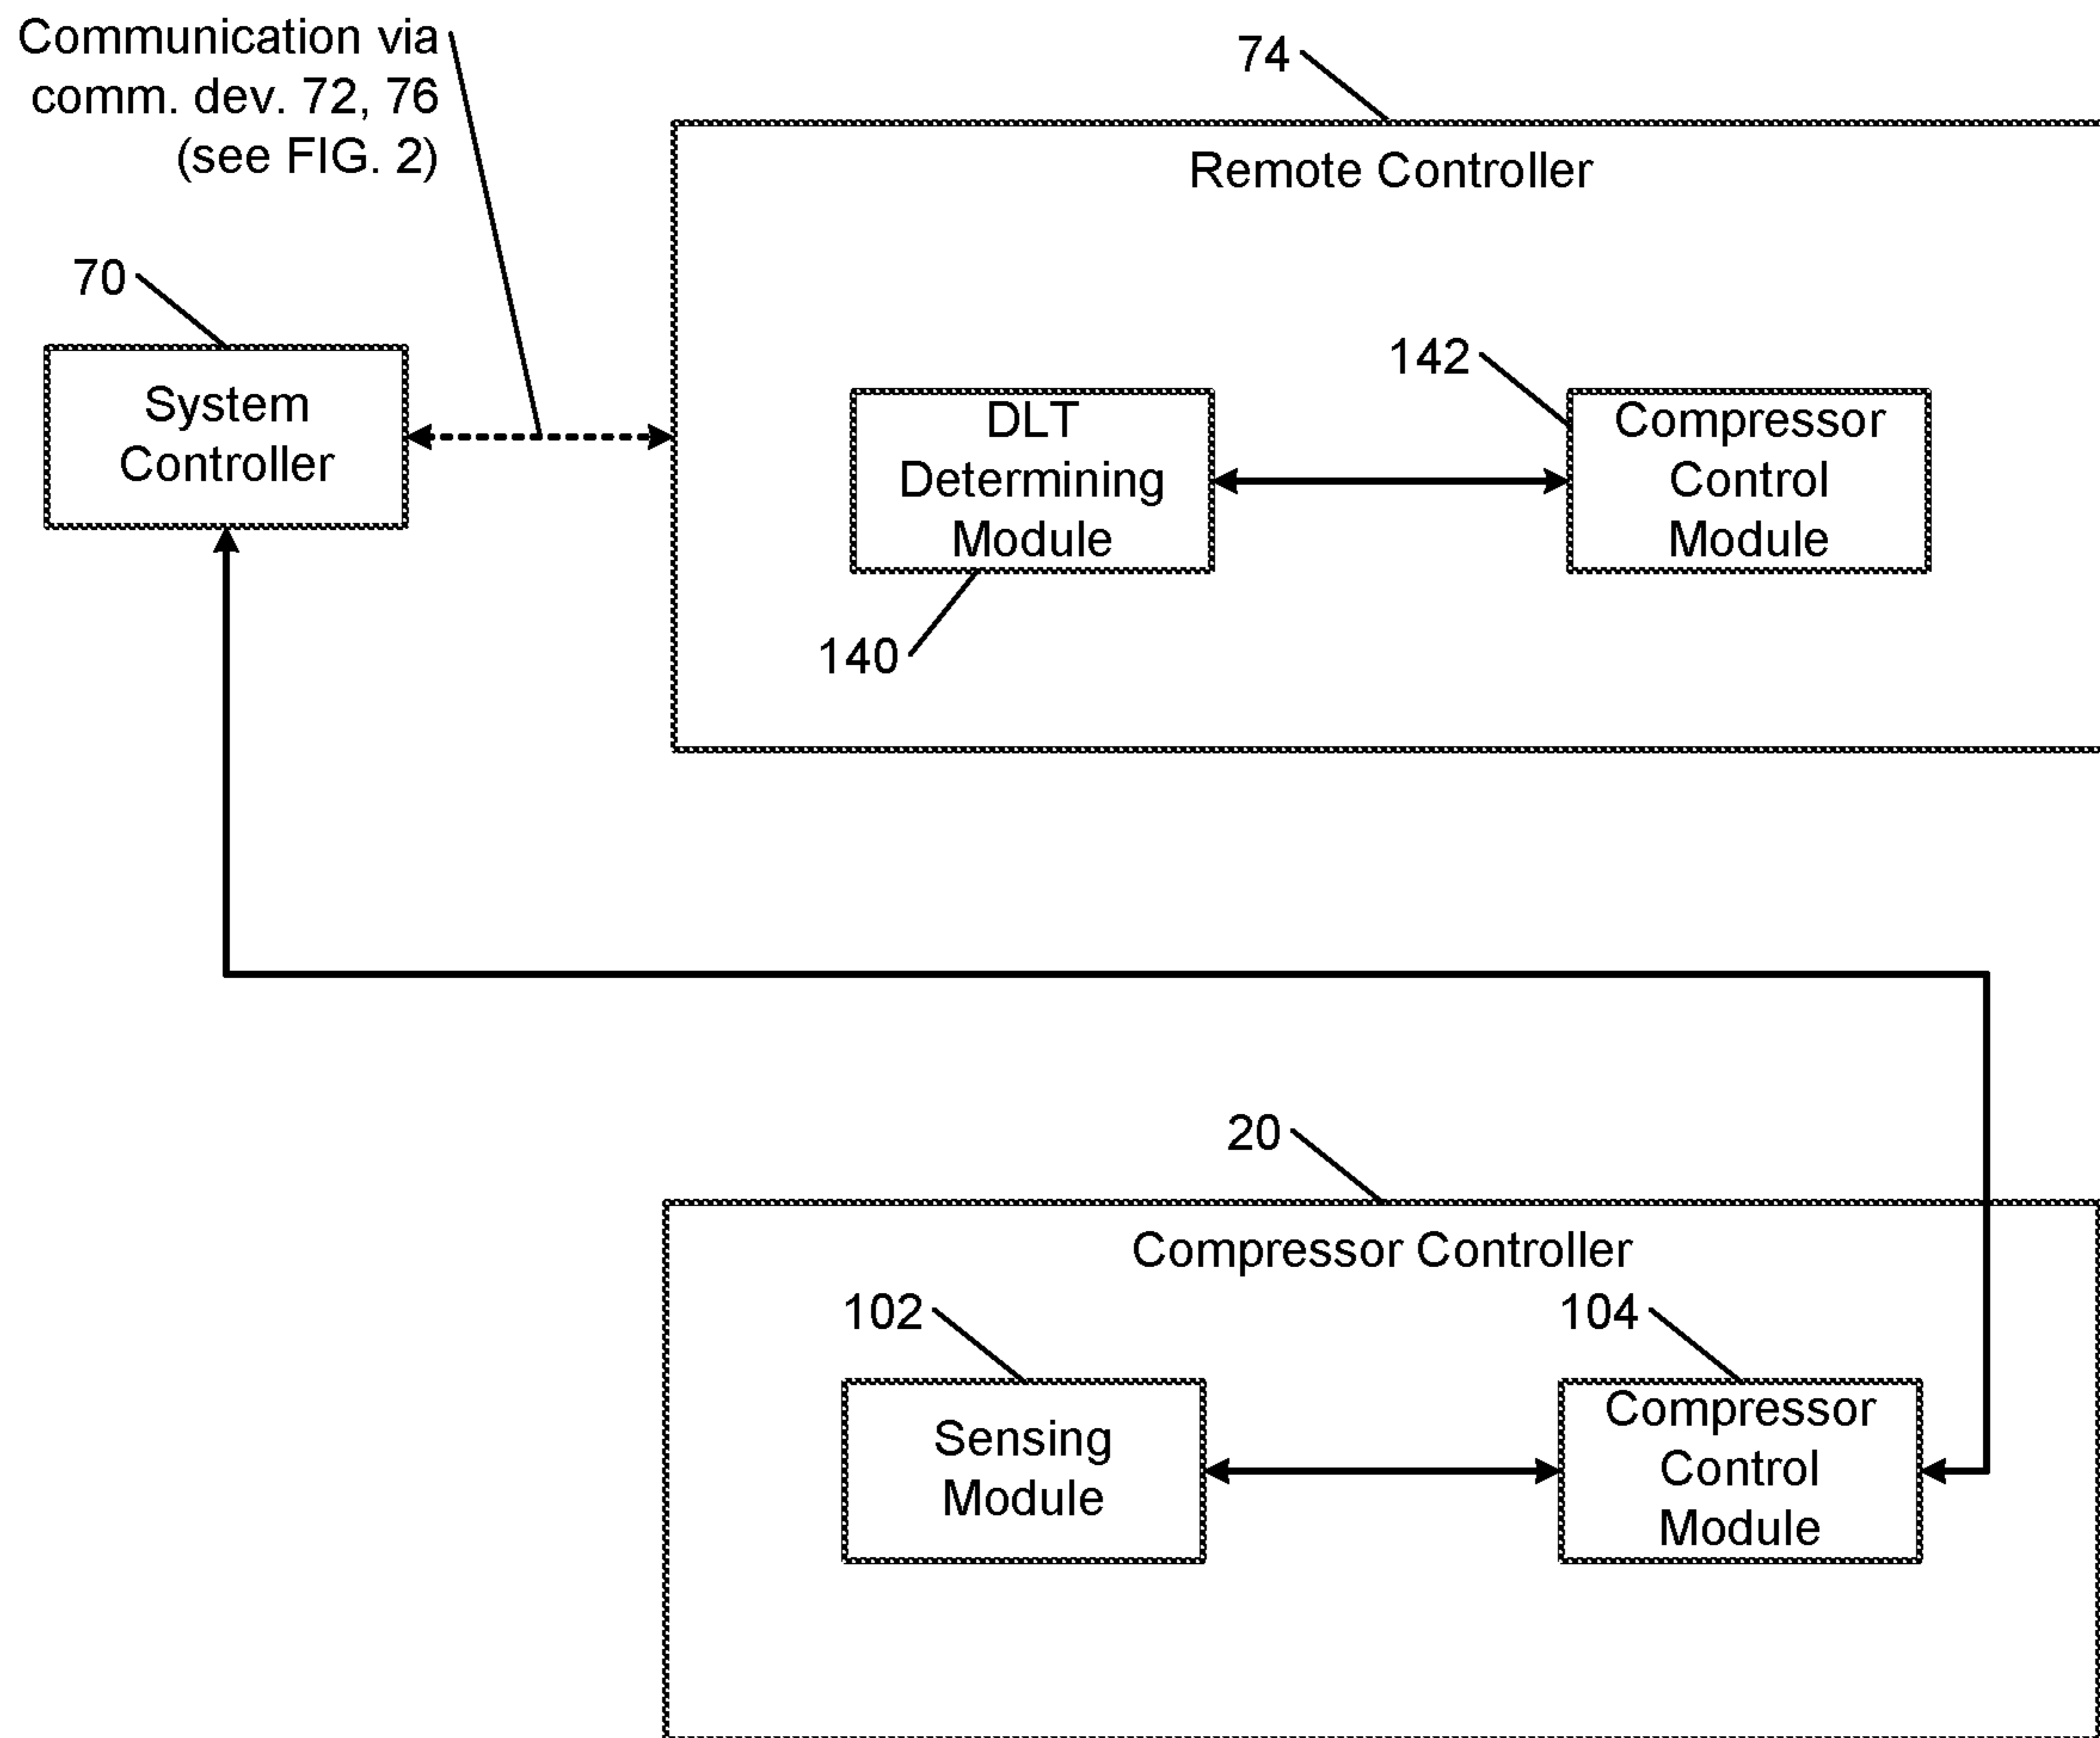 Communication via
comm. dev. 72, 76
(see FIG. 2)
74
Remote Controller
70
System
Controller
DLT
Determining
Module
140
142
Compressor
Control
Module
20
Compressor Controller
102
Sensing
Module
104
Compressor
Control
Module